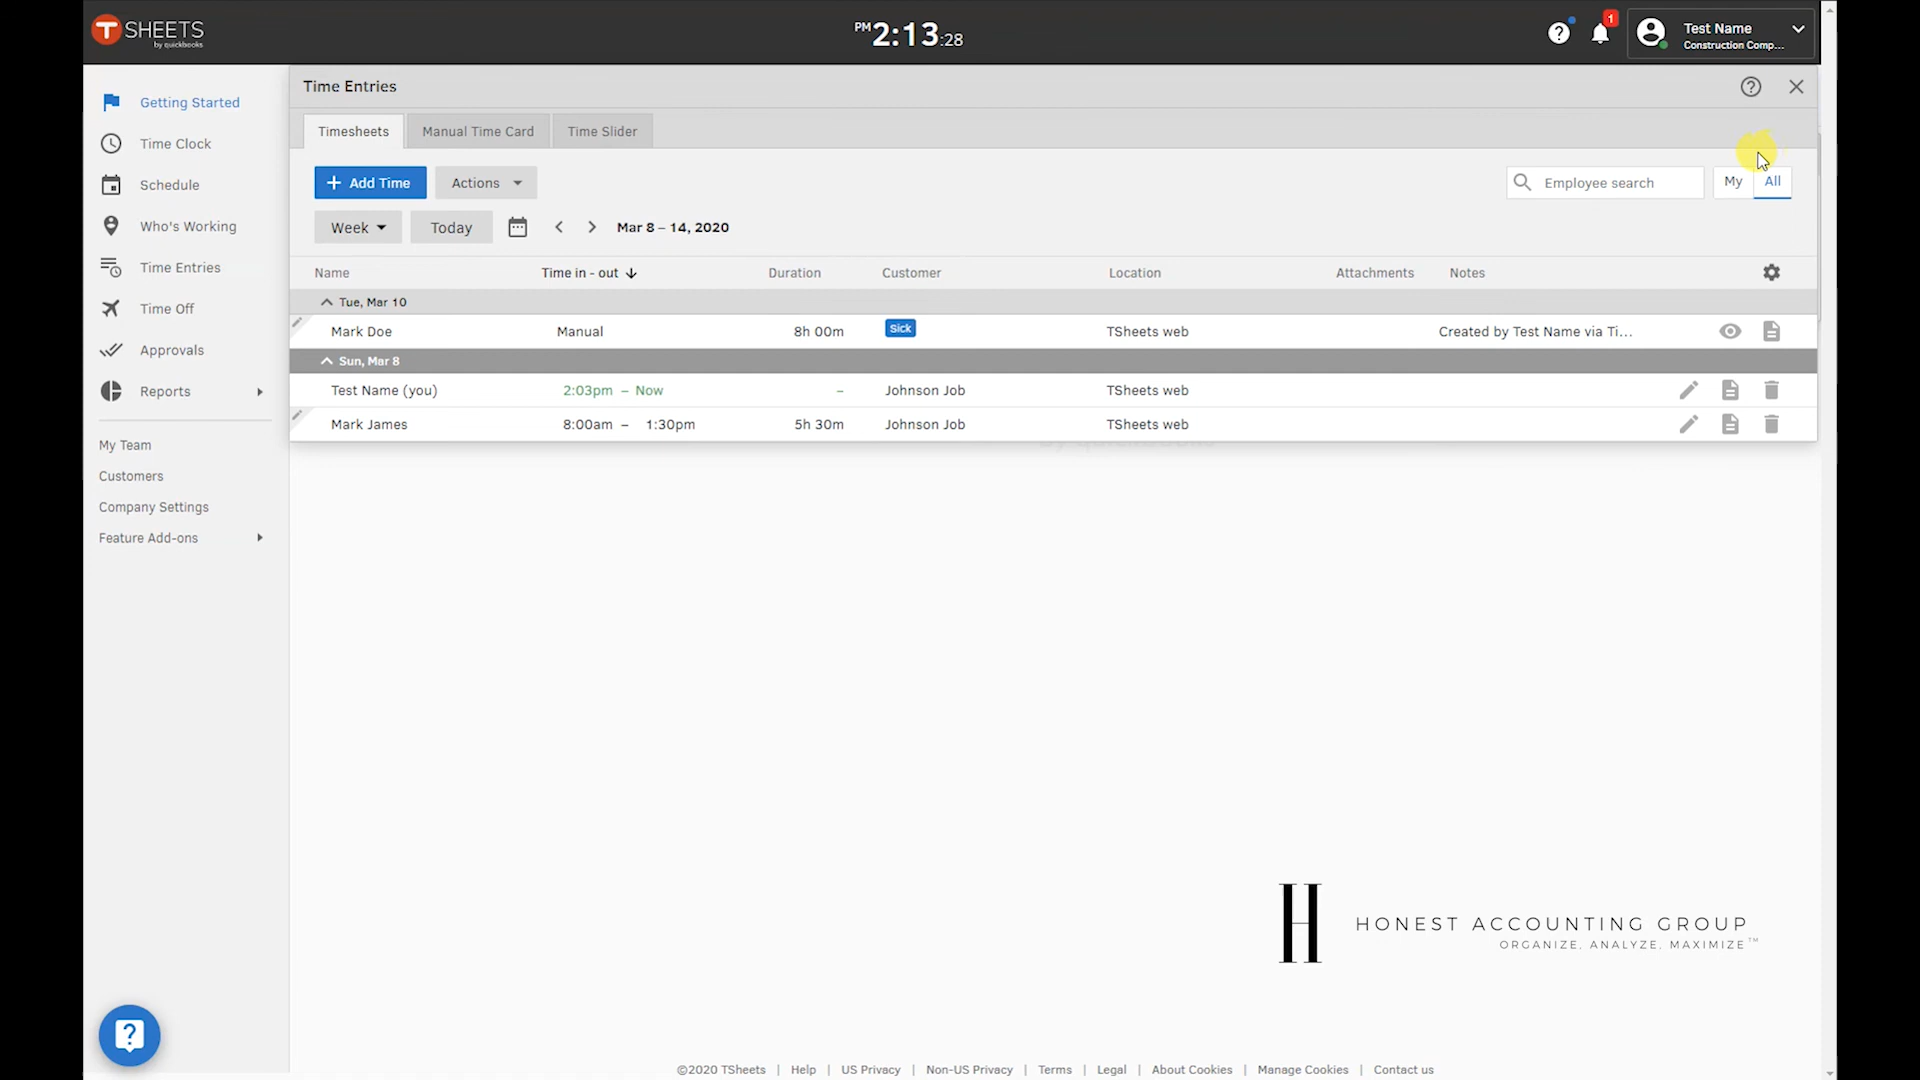 T SHEETS
by quickbooks
PM 2:13:28
1
Test Name
Construction Comp...
Getting Started
Time Clock
Schedule
Who's Working
Time Entries
Time Off
Approvals
Reports
My Team
Customers
Company Settings
Feature Add-ons
Time Entries
Timesheets Manual Time Card Time Slider
+ Add Time Actions Employee search My All
Week Today Mar 8 – 14, 2020
Name Time in - out Duration Customer Location Attachments Notes
Tue, Mar 10
Mark Doe Manual 8h 00m Sick TSheets web Created by Test Name via Ti...
Sun, Mar 8
Test Name (you) 2:03pm – Now – Johnson Job TSheets web
Mark James 8:00am – 1:30pm 5h 30m Johnson Job TSheets web
H HONEST ACCOUNTING GROUP
ORGANIZE. ANALYZE. MAXIMIZE™
©2020 TSheets | Help | US Privacy | Non-US Privacy | Terms | Legal | About Cookies | Manage Cookies | Contact us